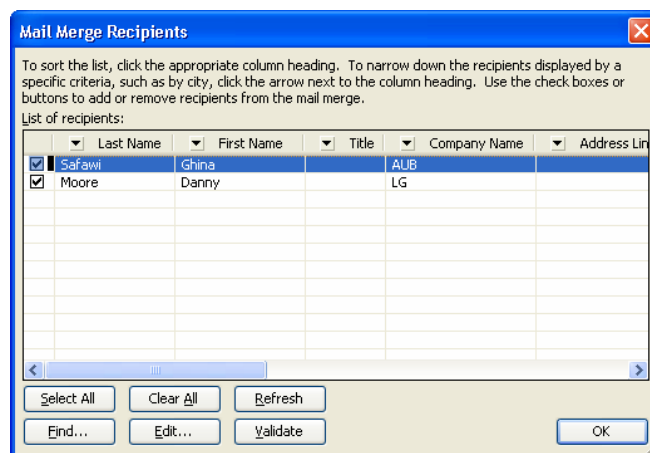 Mail Merge Recipients
To sort the list, click the appropriate column heading. To narrow down the recipients displayed by a
specific criteria, such as by city, click the arrow next to the column heading. Use the check boxes or
buttons to add or remove recipients from the mail merge.
List of recipients:
Last Name First Name Title Company Name Address Lin
Safawi Ghina AUB
Moore Danny LG
Select All Clear All Refresh
Find... Edit... Validate OK